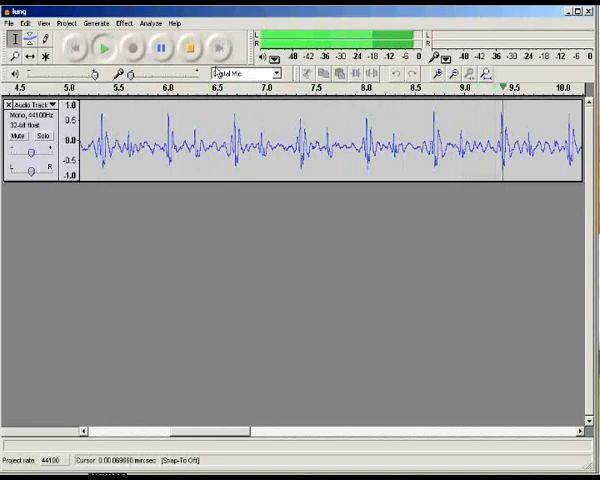 lung
File Edit View Project Generate Effect Analyze Help
L
R
-36 -30 -24 -18 -12 -6 0
L
R
-48 -36 -30 -24 -18 -12 -6 0
Mic
4.5 5.0 5.5 6.0 6.5 7.0 7.5 8.0 8.5 9.0 9.5 10.0
Audio Track
Mono, 44100Hz
32-bit float
Mute Solo
- +
L R
1.0
0.5
0.0
-0.5
-1.0
Project rate: 44100 Cursor: 0:00.069660 min:sec [Snap-To Off]